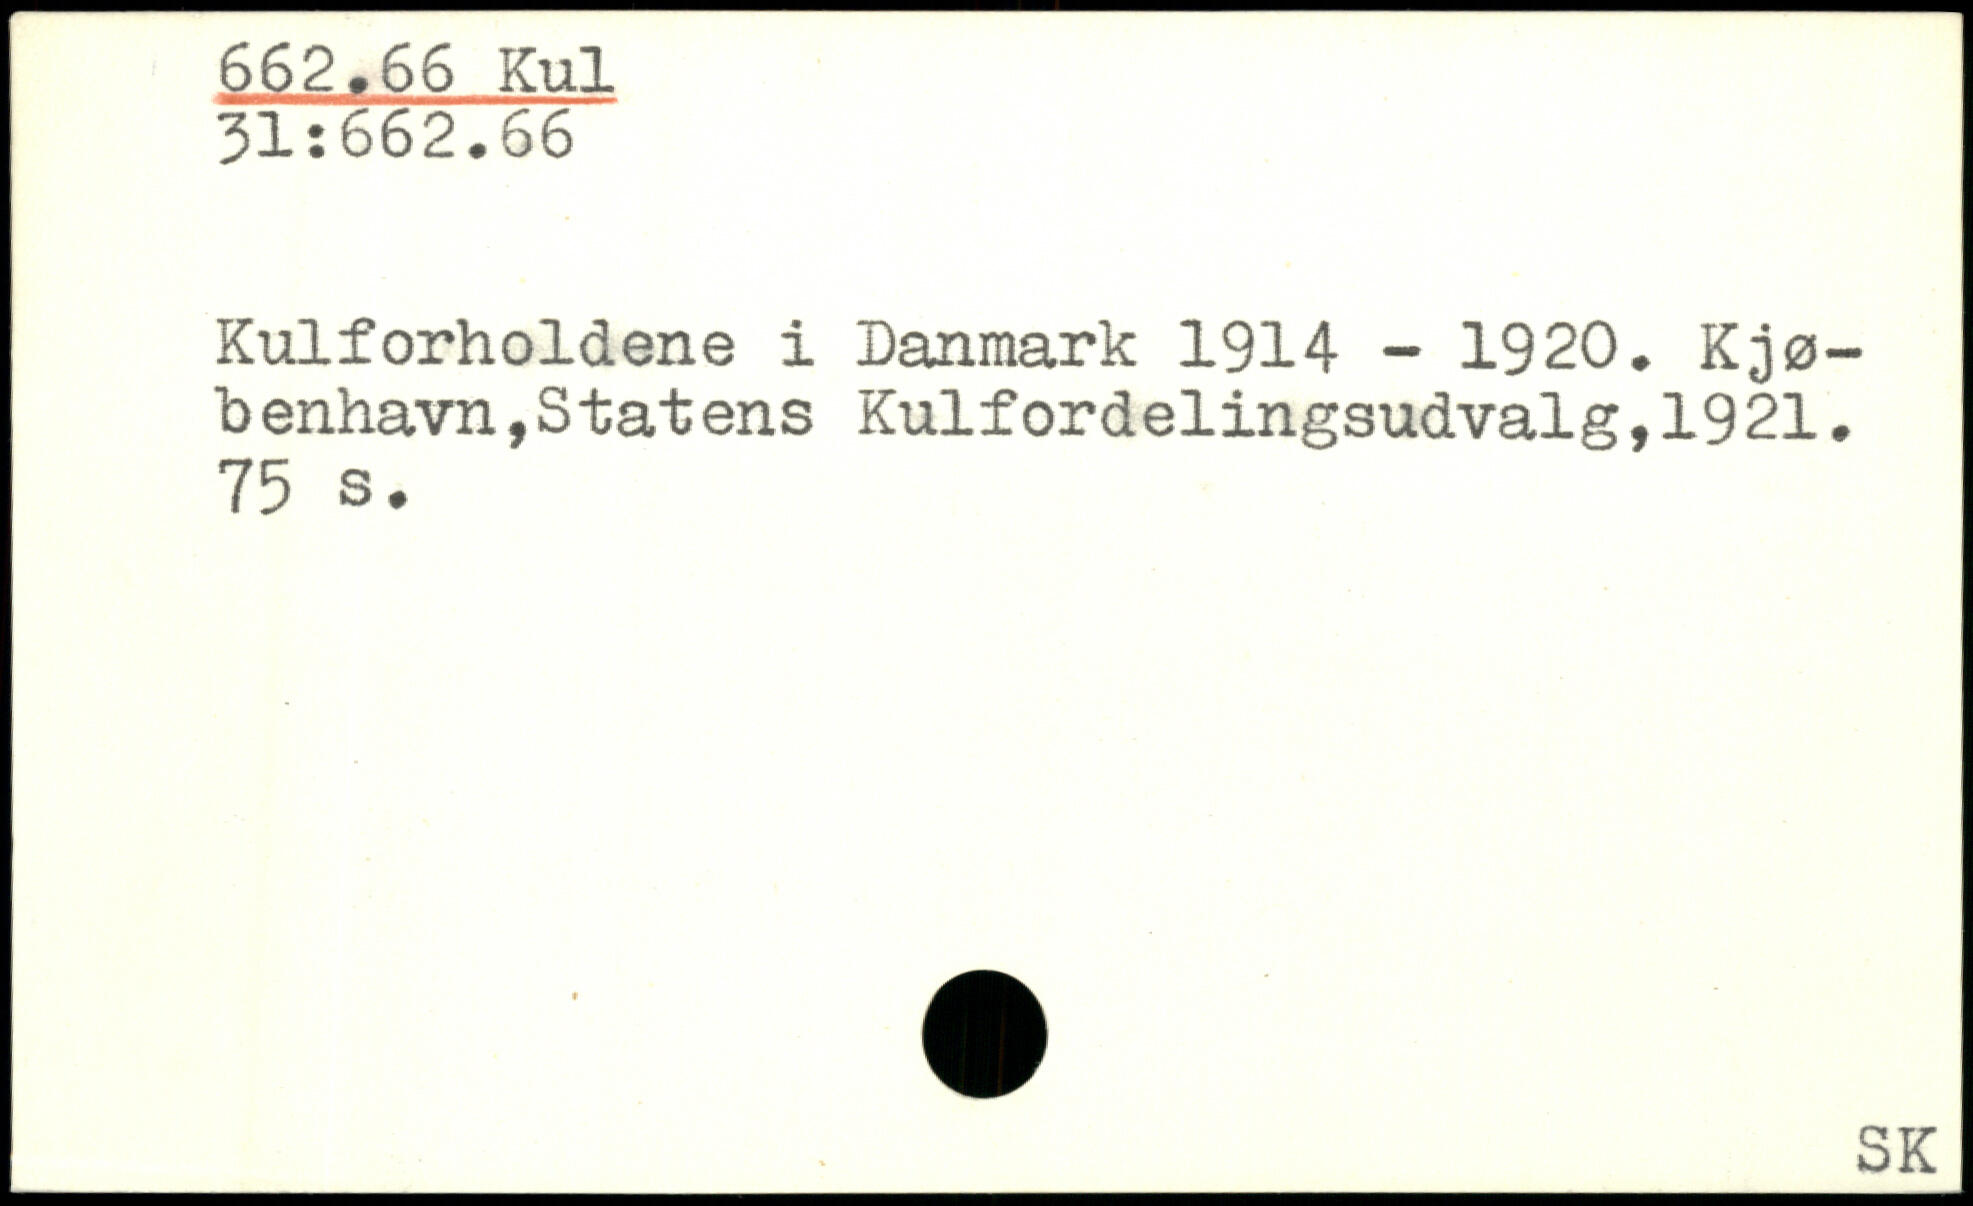 662.66 Kul
31:662.66
Kulforholdene i Danmark 1914 - 1920. Kjø-
benhavn,Statens Kulfordelingsudvalg,1921.
75 s.
SK